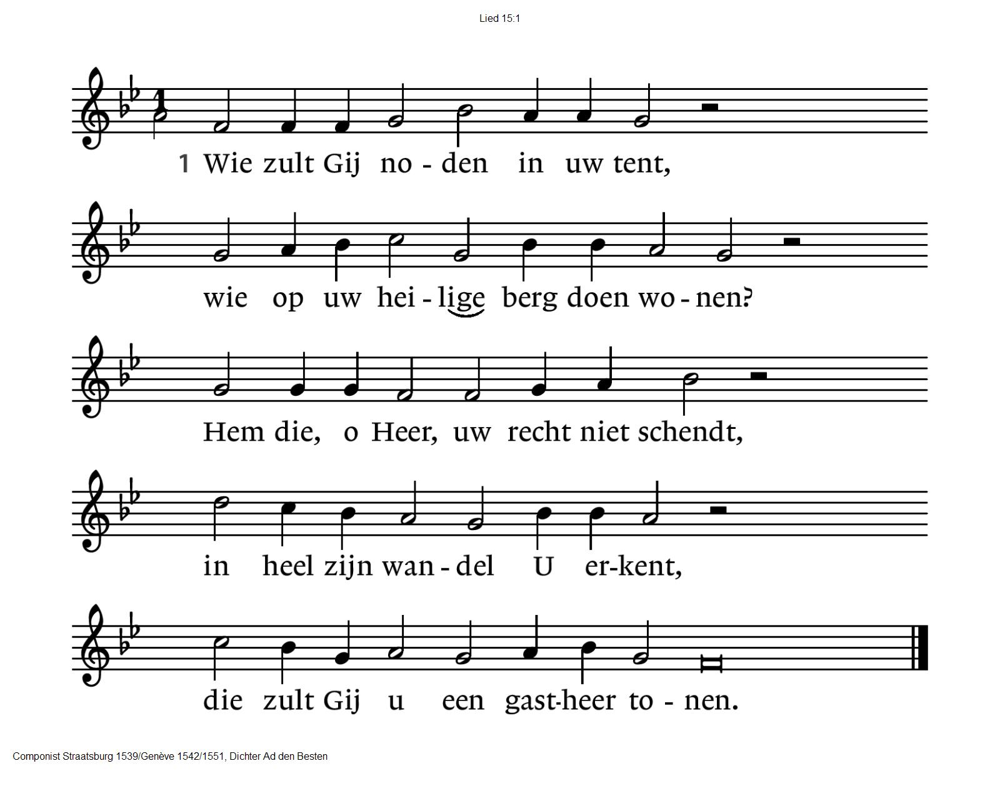 Lied 15:1
1 Wie zult Gij no - den in uw tent,
wie op uw hei - lige berg doen wo - nen?
Hem die, o Heer, uw recht niet schendt,
in heel zijn wan - del U er-kent,
die zult Gij u een gast-heer to - nen.
Componist Straatsburg 1539/Genève 1542/1551, Dichter Ad den Besten